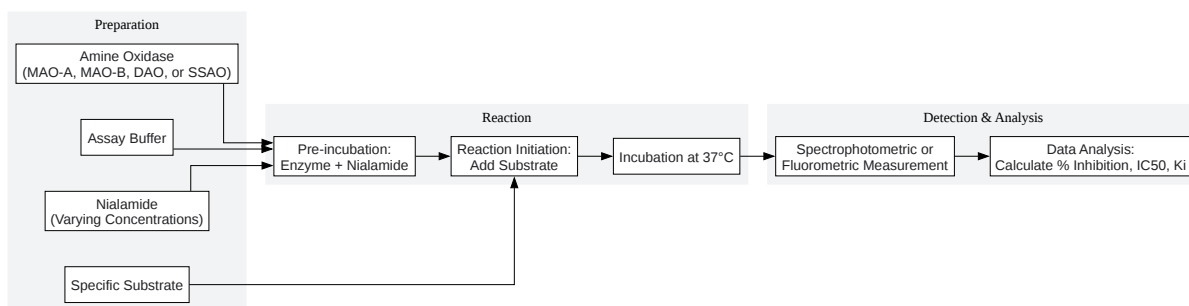 Preparation
Amine Oxidase
(MAO-A, MAO-B, DAO, or SSAO)
Assay Buffer
Nialamide
(Varying Concentrations)
Specific Substrate
Reaction
Pre-incubation:
Enzyme + Nialamide
Reaction Initiation:
Add Substrate
Incubation at 37°C
Detection & Analysis
Spectrophotometric or
Fluorometric Measurement
Data Analysis:
Calculate % Inhibition, IC50, Ki